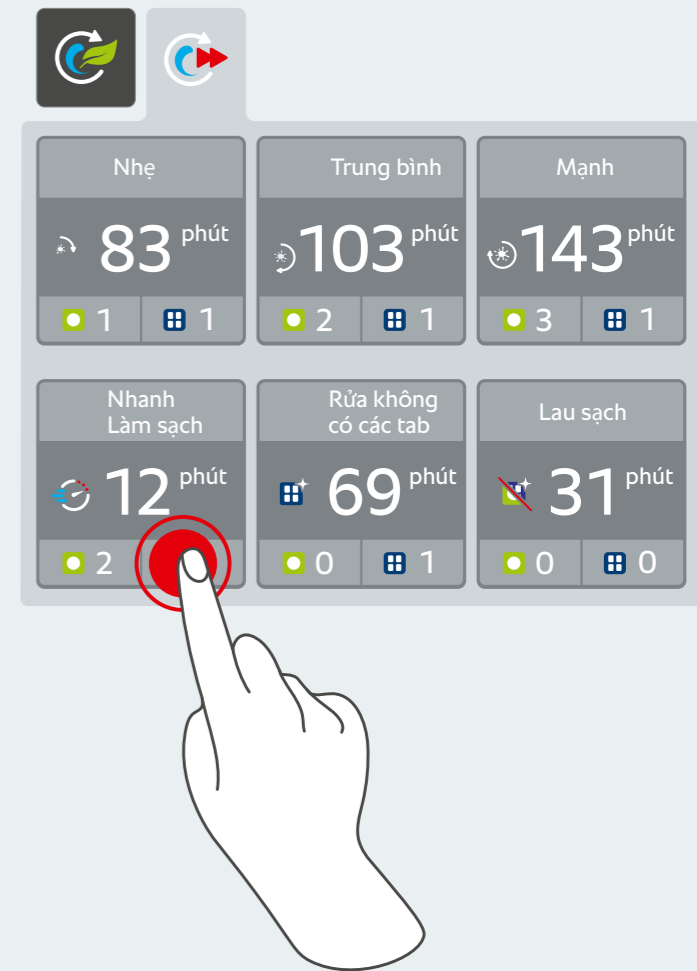 Nhẹ
83 phút
1 1
Trung bình
103 phút
2 1
Mạnh
143 phút
3 1
Nhanh
Làm sạch
12 phút
2
Rửa không
có các tab
69 phút
0 1
Lau sạch
31 phút
0 0